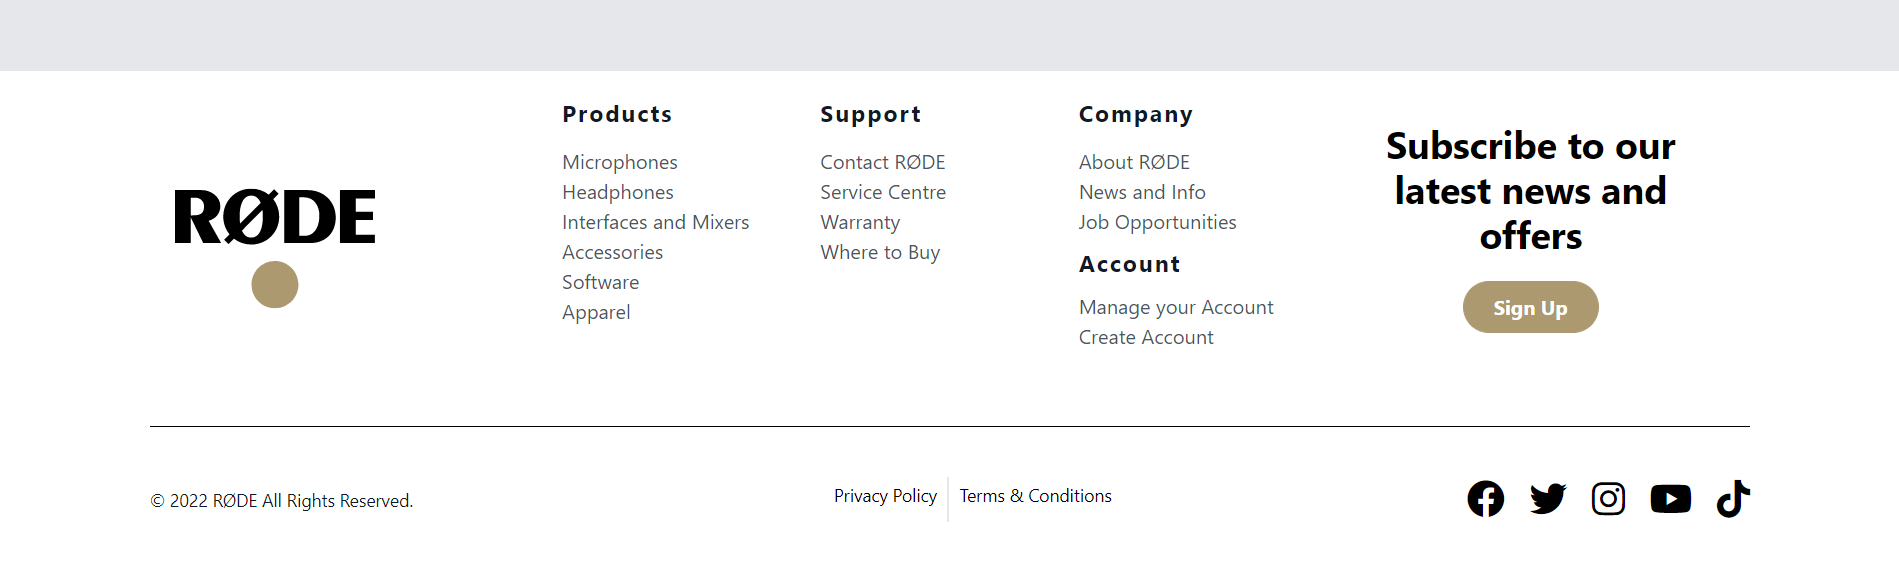 RØDE
Products
Microphones
Headphones
Interfaces and Mixers
Accessories
Software
Apparel
Support
Contact RØDE
Service Centre
Warranty
Where to Buy
Company
About RØDE
News and Info
Job Opportunities
Account
Manage your Account
Create Account
Subscribe to our
latest news and
offers
Sign Up
© 2022 RØDE All Rights Reserved.
Privacy Policy
Terms & Conditions